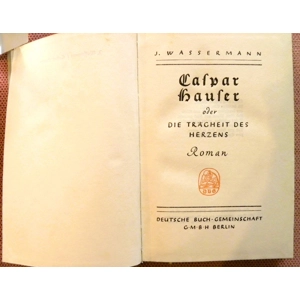 J. WASSERMANN
Caspar
Hauser
oder
DIE TRÄGHEIT DES
HERZENS
Roman
DEUTSCHE BUCH-GEMEINSCHAFT
G·M·B·H BERLIN